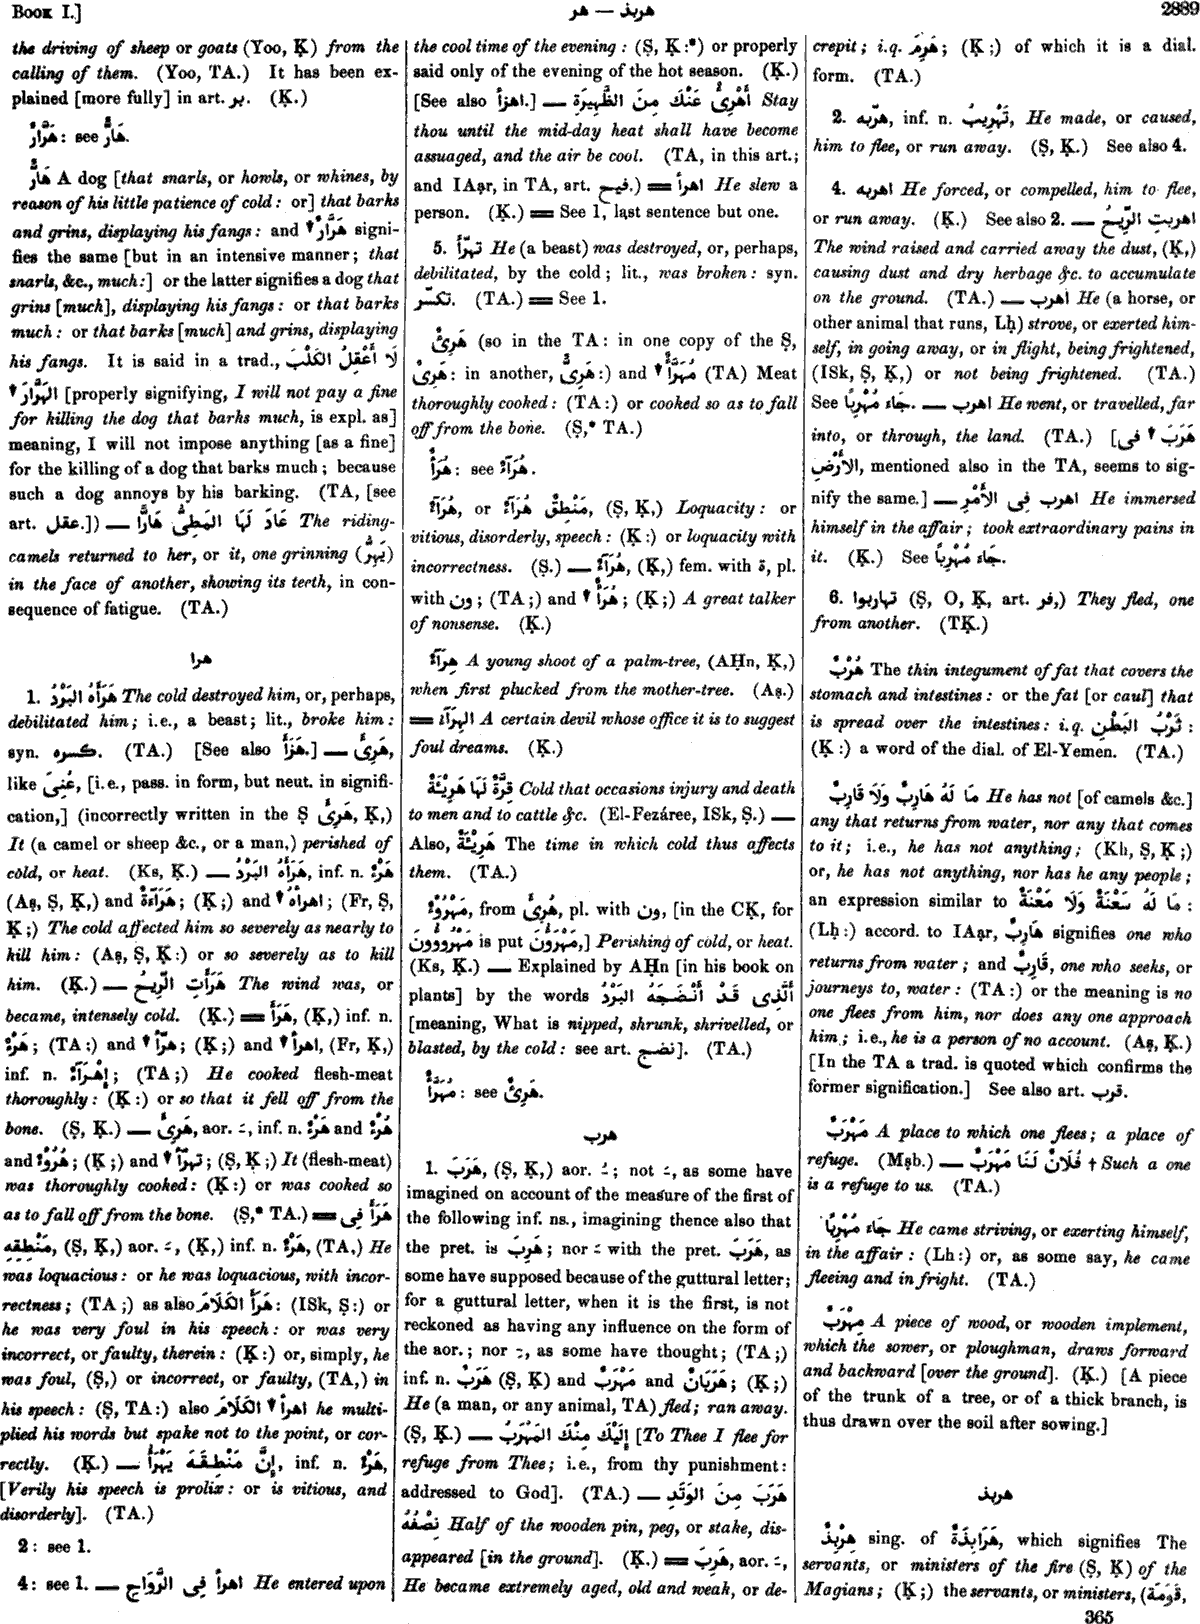 Book I.]
هر — هربذ
2889
the driving of sheep or goats (Yoo, Ḳ) from the
calling of them. (Yoo, TA.) It has been ex-
plained [more fully] in art. بر. (Ḳ.)
هَرَّارٌ: see هَارٌّ.
هَارٌّ A dog [that snarls, or howls, or whines, by
reason of his little patience of cold: or] that barks
and grins, displaying his fangs: and ▼ هَرَّارٌ signi-
fies the same [but in an intensive manner; that
snarls, &c., much:] or the latter signifies a dog that
grins [much], displaying his fangs: or that barks
much: or that barks [much] and grins, displaying
his fangs. It is said in a trad., لَا أَعْقِلُ الكَلْبَ
▼ الهَرَّارَ [properly signifying, I will not pay a fine
for killing the dog that barks much, is expl. as]
meaning, I will not impose anything [as a fine]
for the killing of a dog that barks much; because
such a dog annoys by his barking. (TA, [see
art. عقل.]) — عَادَ لَهَا المَطِىُّ هَارًّا The riding-
camels returned to her, or it, one grinning (يَهِرُّ)
in the face of another, showing its teeth, in con-
sequence of fatigue. (TA.)
هرا
1. هَرَأَهُ البَرْدُ The cold destroyed him, or, perhaps,
debilitated him; i.e., a beast; lit., broke him:
syn. كسره. (TA.) [See also هَزَأَ.] — هُرِئَ,
like عُنِىَ, [i.e., pass. in form, but neut. in signifi-
cation,] (incorrectly written in the Ṣ هَرِئَ, Ḳ,)
It (a camel or sheep &c., or a man,) perished of
cold, or heat. (Ks, Ḳ.) — هَرَأَهُ البَرْدُ, inf. n. هَرْءٌ
(Aṣ, Ṣ, Ḳ,) and هَرَآءَةٌ; (Ḳ;) and ▼ اهرأهُ; (Fr, Ṣ,
Ḳ;) The cold affected him so severely as nearly to
kill him: (Aṣ, Ṣ, Ḳ:) or so severely as to kill
him. (Ḳ.) — هَرَأَتِ الرِّيحُ The wind was, or
became, intensely cold. (Ḳ.) = هَرَأَ, (Ḳ,) inf. n.
هَرْءٌ; (TA:) and ▼ هرّأ; (Ḳ;) and ▼ اهرأ, (Fr, Ḳ,)
inf. n. إِهْرَآءٌ; (TA;) He cooked flesh-meat
thoroughly: (Ḳ:) or so that it fell off from the
bone. (Ṣ, Ḳ.) — هَرِئَ, aor. ـَ, inf. n. هَرْءٌ and هُرْءٌ
and هُرُوْءٌ; (Ḳ;) and ▼ تهرّأ; (Ṣ, Ḳ;) It (flesh-meat)
was thoroughly cooked: (Ḳ:) or was cooked so
as to fall off from the bone. (Ṣ,* TA.) = هَرَأَ فِى
مَنْطِقِهِ, (Ṣ, Ḳ,) aor. ـَ, (Ḳ,) inf. n. هَرْءٌ, (TA,) He
was loquacious: or he was loquacious, with incor-
rectness; (TA;) as also هَرَأَ الكَلَامَ: (ISk, Ṣ:) or
he was very foul in his speech: or was very
incorrect, or faulty, therein: (Ḳ:) or, simply, he
was foul, (Ṣ,) or incorrect, or faulty, (TA,) in
his speech: (Ṣ, TA:) also ▼ اهرأ الكَلَامَ he multi-
plied his words but spake not to the point, or cor-
rectly. (Ḳ.) — إِنَّ مَنْطِقَهُ يَهْرَأُ, inf. n. هَرْءٌ,
[Verily his speech is prolix: or is vitious, and
disorderly]. (TA.)
2: see 1.
4: see 1. — اهرأ فِى الرَّوَاحِ He entered upon
the cool time of the evening: (Ṣ, Ḳ:*) or properly
said only of the evening of the hot season. (Ḳ.)
[See also اهزأ.] — أَهْرِئْ عَنْكَ مِنَ الظَّهِيرَةِ Stay
thou until the mid-day heat shall have become
assuaged, and the air be cool. (TA, in this art.;
and IAạr, in TA, art. فيح.) = اهرأ He slew a
person. (Ḳ.) = See 1, last sentence but one.
5. تهرّأ He (a beast) was destroyed, or, perhaps,
debilitated, by the cold; lit., was broken: syn.
تكسّر. (TA.) = See 1.
هَرِئٌ (so in the TA: in one copy of the Ṣ,
هَرِىْءٌ: in another, هَرِىٌّ:) and ▼ مُهَرَّأٌ (TA) Meat
thoroughly cooked: (TA:) or cooked so as to fall
off from the bone. (Ṣ,* TA.)
هُرَأٌ: see هُرَآءٌ.
هُرَآءٌ, or مَنْطِقٌ هُرَآءٌ, (Ṣ, Ḳ,) Loquacity: or
vitious, disorderly, speech: (Ḳ:) or loquacity with
incorrectness. (Ṣ.) — هُرَآءٌ, (Ḳ,) fem. with ة, pl.
with ون; (TA;) and ▼ هُرَأٌ; (Ḳ;) A great talker
of nonsense. (Ḳ.)
هِرَآءٌ A young shoot of a palm-tree, (AḤn, Ḳ,)
when first plucked from the mother-tree. (Aṣ.)
= الهِرَآءُ A certain devil whose office it is to suggest
foul dreams. (Ḳ.)
قِرَّةٌ لَهَا هَرِيْئَةٌ Cold that occasions injury and death
to men and to cattle &c. (El-Fezáree, ISk, Ṣ.) —
Also, هَرِيْئَةٌ The time in which cold thus affects
them. (TA.)
مَهْرُوْءٌ, from هُرِئَ, pl. with ون, [in the CḲ, for
مَهْرُوؤُونَ is put مَهْرُؤُنَ,] Perishing of cold, or heat.
(Ks, Ḳ.) — Explained by AḤn [in his book on
plants] by the words أَلَّذِى قَدْ أَنْضَجَهُ البَرْدُ
[meaning, What is nipped, shrunk, shrivelled, or
blasted, by the cold: see art. نضج]. (TA.)
مُهَرَّأٌ: see هَرِئٌ.
هرب
1. هَرَبَ, (Ṣ, Ḳ,) aor. ـُ; not ـَ, as some have
imagined on account of the measure of the first of
the following inf. ns., imagining thence also that
the pret. is هَرِبَ; nor ـَ with the pret. هَرَبَ, as
some have supposed because of the guttural letter;
for a guttural letter, when it is the first, is not
reckoned as having any influence on the form of
the aor.; nor ـِ, as some have thought; (TA;)
inf. n. هَرَبٌ (Ṣ, Ḳ) and مَهْرَبٌ and هَرَبَانٌ; (Ḳ;)
He (a man, or any animal, TA) fled; ran away.
(Ṣ, Ḳ.) — إِلَيْكَ مِنْكَ المَهْرَبُ [To Thee I flee for
refuge from Thee; i.e., from thy punishment:
addressed to God]. (TA.) — هَرَبَ مِنَ الوَتَدِ
نِصْفُهُ Half of the wooden pin, peg, or stake, dis-
appeared [in the ground]. (Ḳ.) = هَرِبَ, aor. ـَ,
He became extremely aged, old and weak, or de-
crepit; i.q. هَرِمَ; (Ḳ;) of which it is a dial.
form. (TA.)
2. هرّبه, inf. n. تَهْرِيبٌ, He made, or caused,
him to flee, or run away. (Ṣ, Ḳ.) See also 4.
4. اهربه He forced, or compelled, him to flee,
or run away. (Ḳ.) See also 2. — اهربتِ الرِّيحُ
The wind raised and carried away the dust, (Ḳ,)
causing dust and dry herbage &c. to accumulate
on the ground. (TA.) — اهرب He (a horse, or
other animal that runs, Lḥ) strove, or exerted him-
self, in going away, or in flight, being frightened,
(ISk, Ṣ, Ḳ,) or not being frightened. (TA.)
See جَاءَ مُهْرِبًا. — اهرب He went, or travelled, far
into, or through, the land. (TA.) [▼ هَرَبَ فى
الأَرْضِ, mentioned also in the TA, seems to sig-
nify the same.] — اهرب فِى الأَمْرِ He immersed
himself in the affair; took extraordinary pains in
it. (Ḳ.) See جَاءَ مُهْرِبًا.
6. تهاربوا (Ṣ, O, Ḳ, art. فر,) They fled, one
from another. (TḲ.)
هُرْبٌ The thin integument of fat that covers the
stomach and intestines: or the fat [or caul] that
is spread over the intestines: i. q. ثَرْبُ البَطْنِ:
(Ḳ:) a word of the dial. of El-Yemen. (TA.)
مَا لَهُ هَارِبٌ وَلَا قَارِبٌ He has not [of camels &c.]
any that returns from water, nor any that comes
to it; i.e., he has not anything; (Kh, Ṣ, Ḳ;)
or, he has not anything, nor has he any people;
an expression similar to مَا لَهُ سَعْنَةٌ وَلَا مَعْنَةٌ:
(Lḥ:) accord. to IAạr, هَارِبٌ signifies one who
returns from water; and قَارِبٌ, one who seeks, or
journeys to, water: (TA:) or the meaning is no
one flees from him, nor does any one approach
him; i.e., he is a person of no account. (Aṣ, Ḳ.)
[In the TA a trad. is quoted which confirms the
former signification.] See also art. قرب.
مَهْرَبٌ A place to which one flees; a place of
refuge. (Mṣb.) — فُلَانٌ لَنَا مَهْرَبٌ † Such a one
is a refuge to us. (TA.)
جَاءَ مُهْرِبًا He came striving, or exerting himself,
in the affair: (Lh:) or, as some say, he came
fleeing and in fright. (TA.)
مِهْرَبٌ A piece of wood, or wooden implement,
which the sower, or ploughman, draws forward
and backward [over the ground]. (Ḳ.) [A piece
of the trunk of a tree, or of a thick branch, is
thus drawn over the soil after sowing.]
هربذ
هِرْبِذٌ sing. of هَرَابِذَةٌ, which signifies The
servants, or ministers of the fire (Ṣ, Ḳ) of the
Magians; (Ḳ;) the servants, or ministers, (قَوَمَة,
365